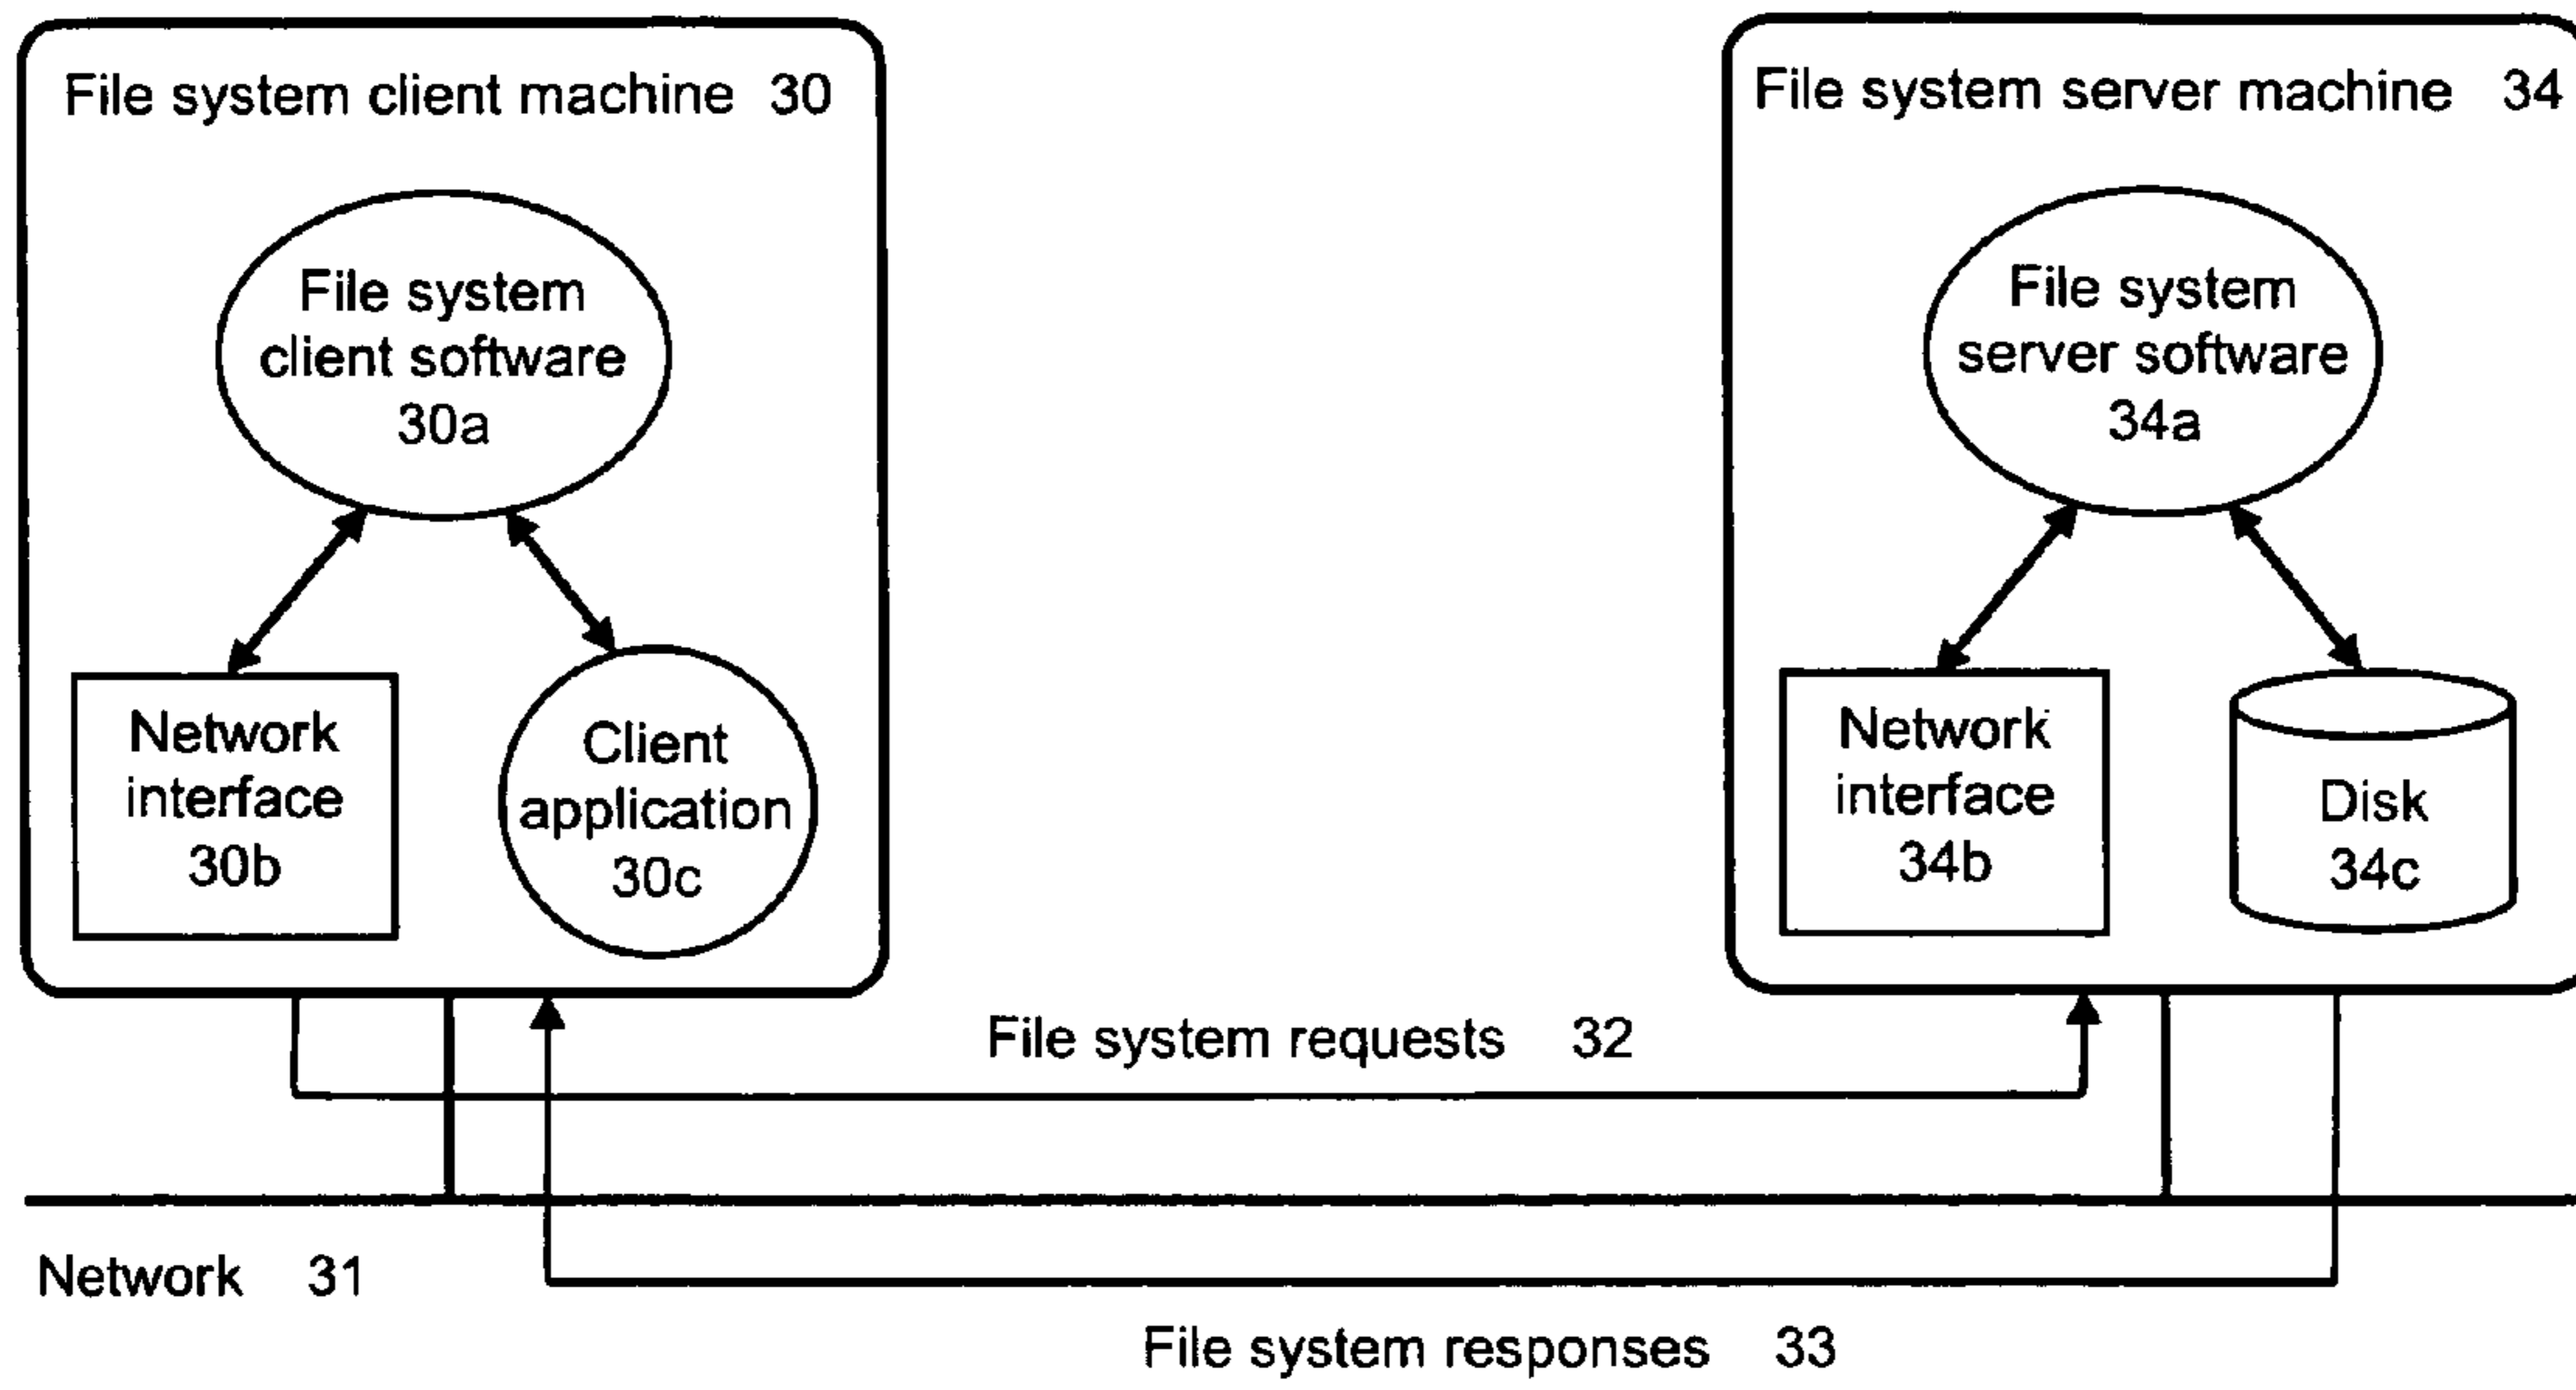 File system client machine 30
File system
client software
30a
Network
interface
30b
Client
application
30c
File system server machine 34
File system
server software
34a
Network
interface
34b
Disk
34c
File system requests 32
Network 31
File system responses 33